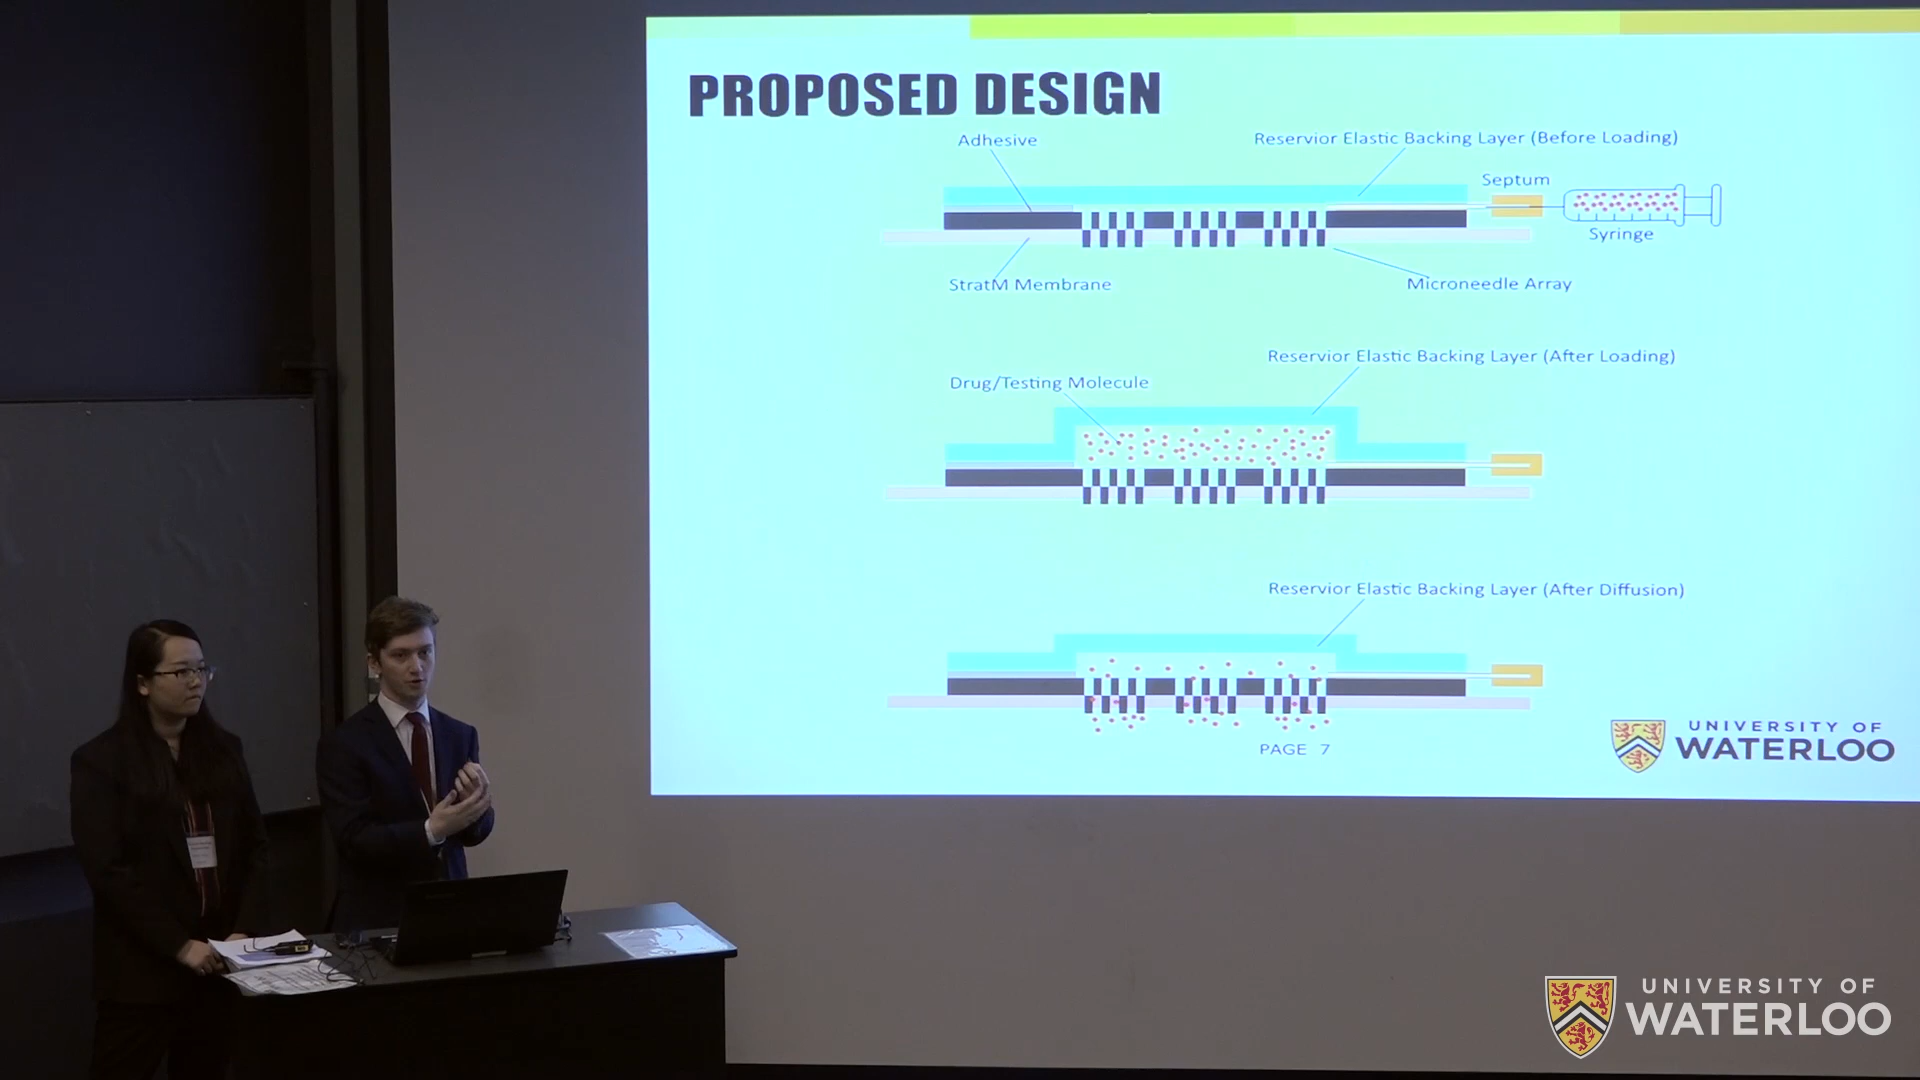 PROPOSED DESIGN
Adhesive
Reservior Elastic Backing Layer (Before Loading)
Septum
Syringe
StratM Membrane
Microneedle Array
Reservior Elastic Backing Layer (After Loading)
Drug/Testing Molecule
Reservior Elastic Backing Layer (After Diffusion)
PAGE 7
UNIVERSITY OF
WATERLOO
UNIVERSITY OF
WATERLOO